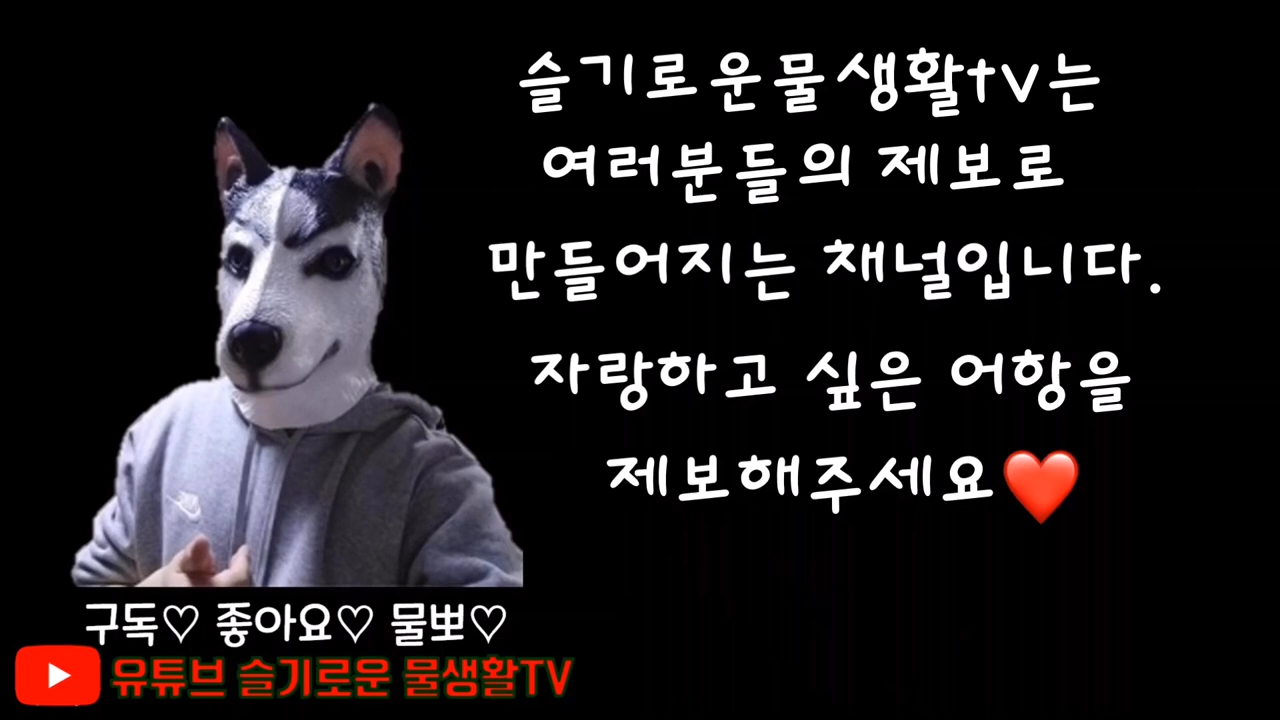 슬기로운물생활tv는
여러분들의 제보로
만들어지는 채널입니다.
자랑하고 싶은 어항을
제보해주세요❤️
구독♡ 좋아요♡ 물뽀♡
유튜브 슬기로운 물생활TV